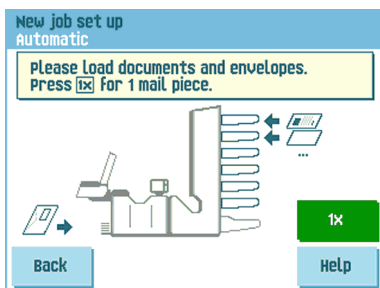 New job set up
Automatic
Please load documents and envelopes.
Press 1x for 1 mail piece.
...
1x
Back
Help